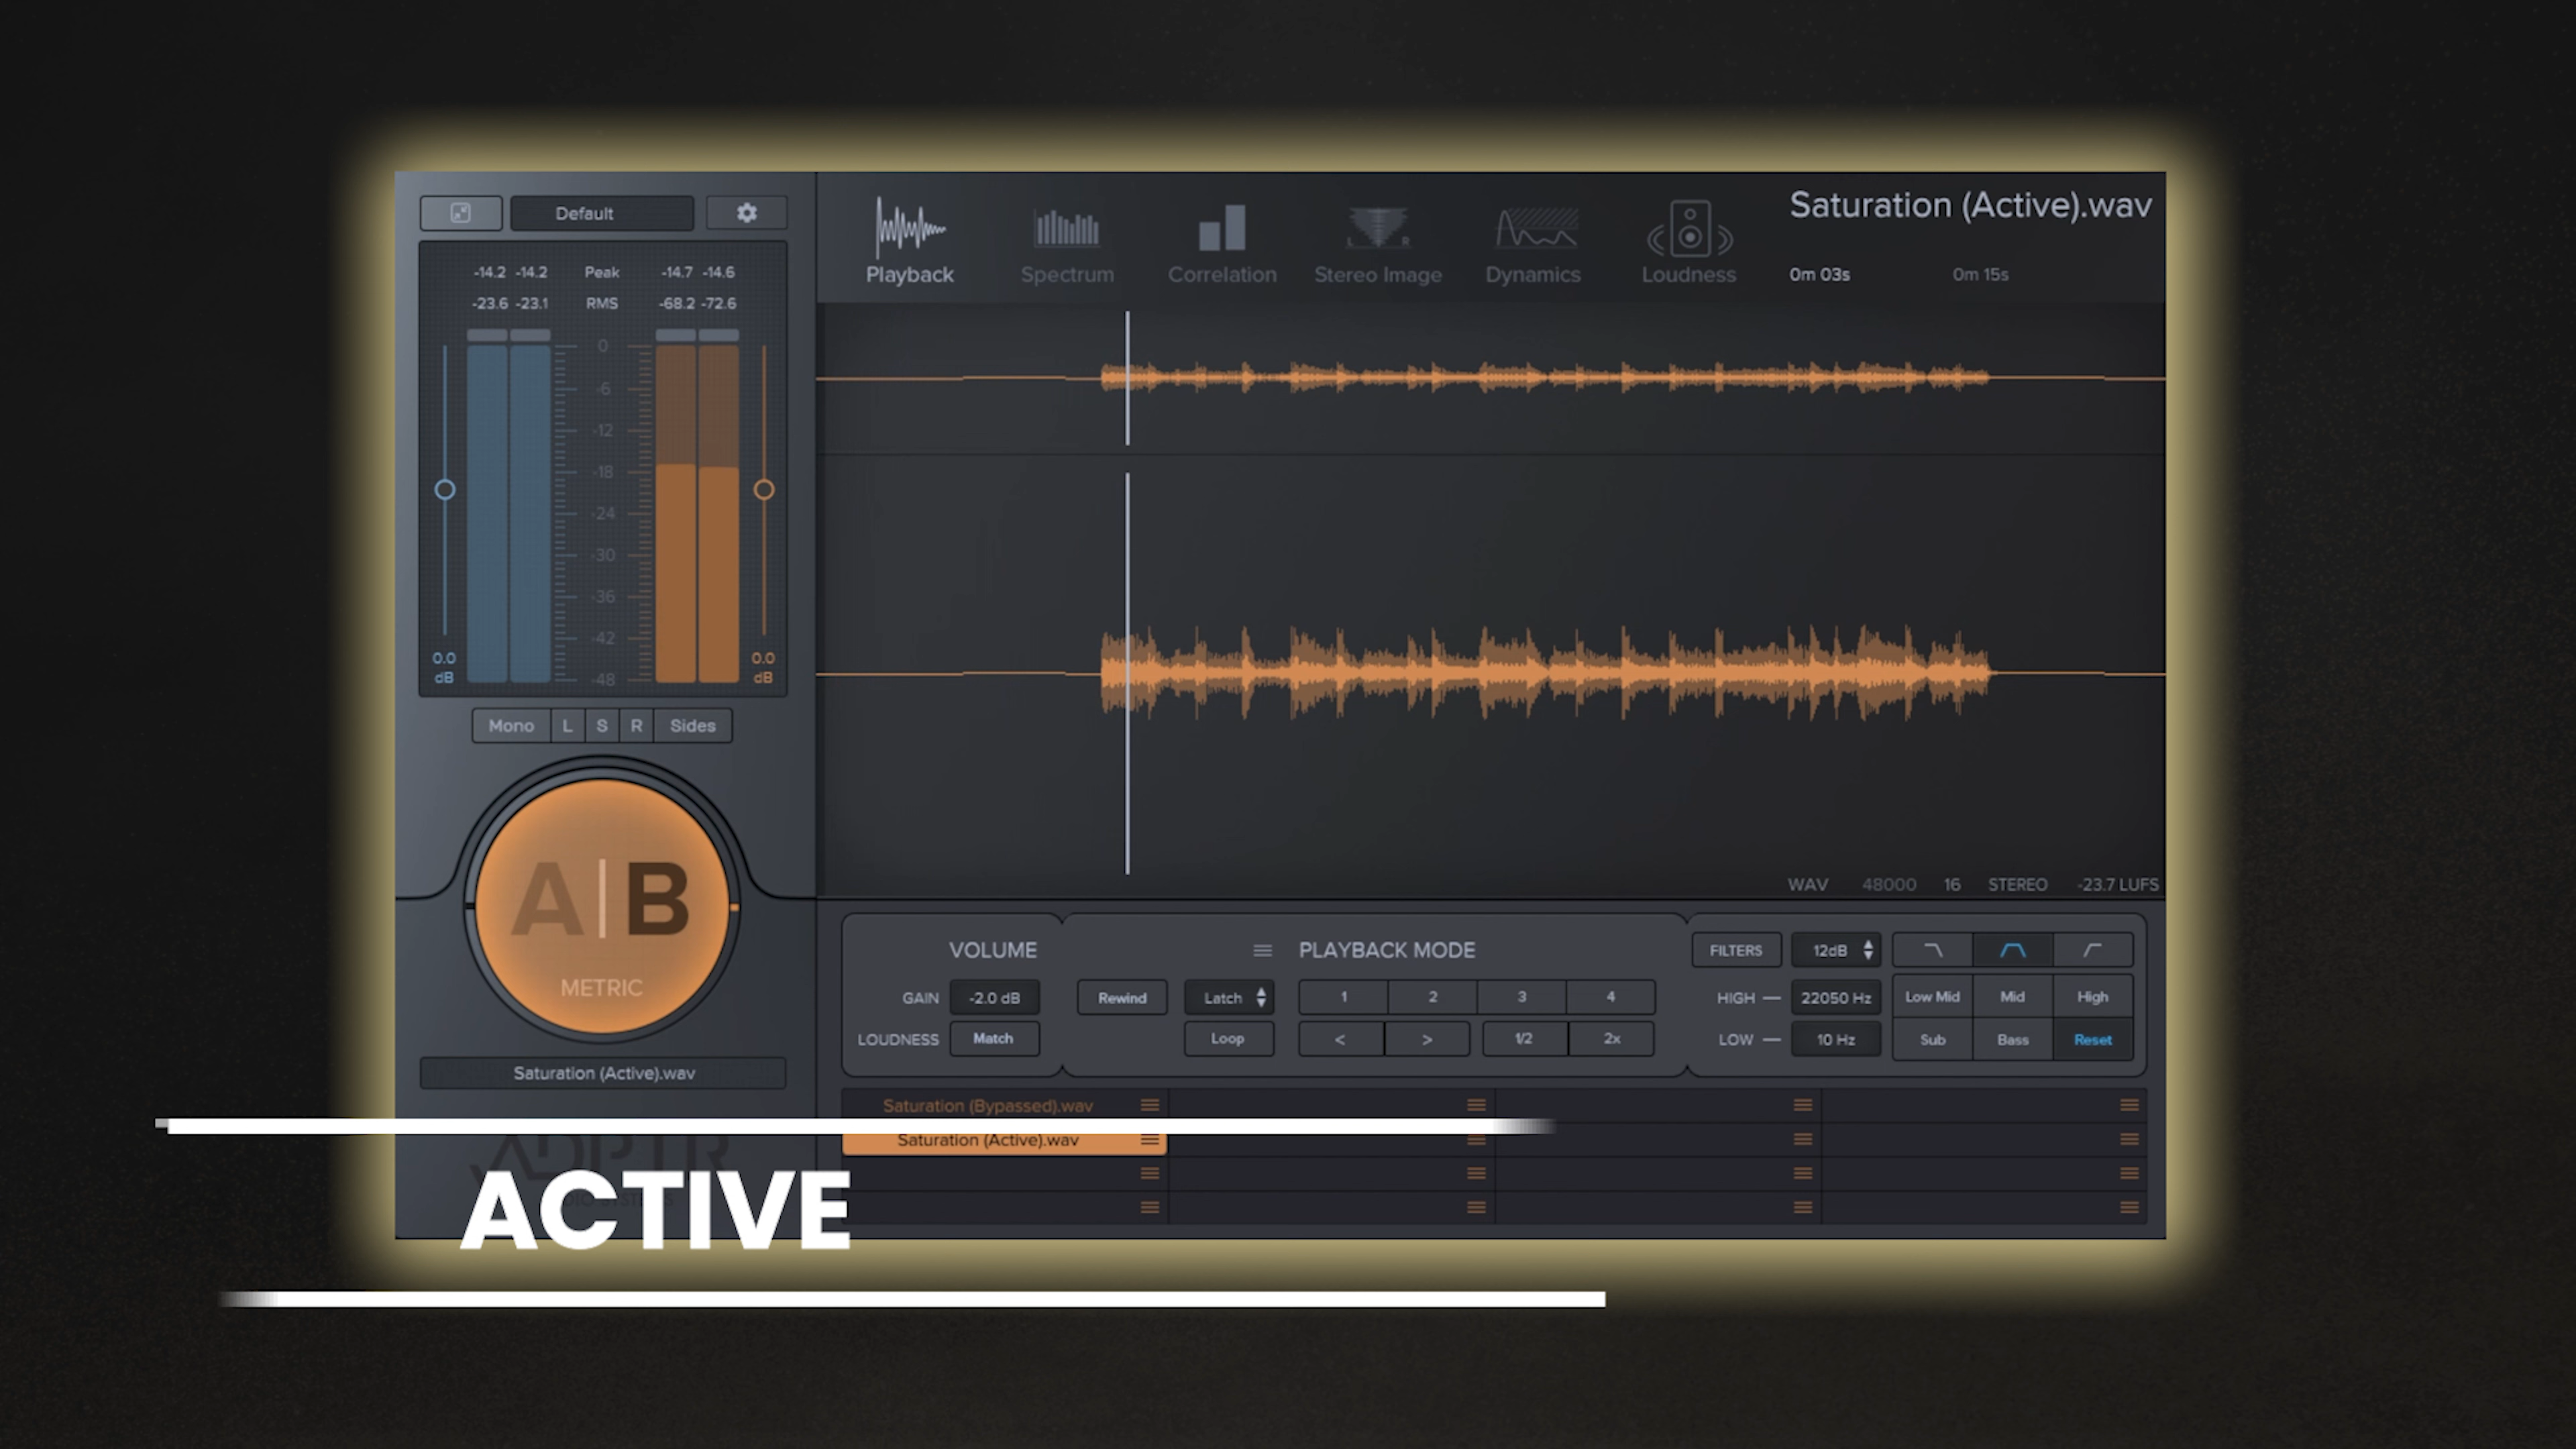 Default
-14.2 -14.2 Peak -14.7 -14.6
-23.6 -23.1 RMS -68.2 -72.6
0
-6
-12
-18
-24
-30
-36
-42
-48
0.0 dB
0.0 dB
Mono L S R Sides
A|B
METRIC
Saturation (Active).wav
ADPTR
Playback Spectrum Correlation Stereo Image Dynamics Loudness
L R
Saturation (Active).wav
0m 03s 0m 15s
WAV 48000 16 STEREO -23.7 LUFS
VOLUME
GAIN -2.0 dB
LOUDNESS Match
PLAYBACK MODE
Rewind Latch 1 2 3 4
Loop < > 1/2 2x
FILTERS 12dB
HIGH 22050 Hz Low Mid Mid High
LOW 10 Hz Sub Bass Reset
Saturation (Bypassed).wav
Saturation (Active).wav
ACTIVE